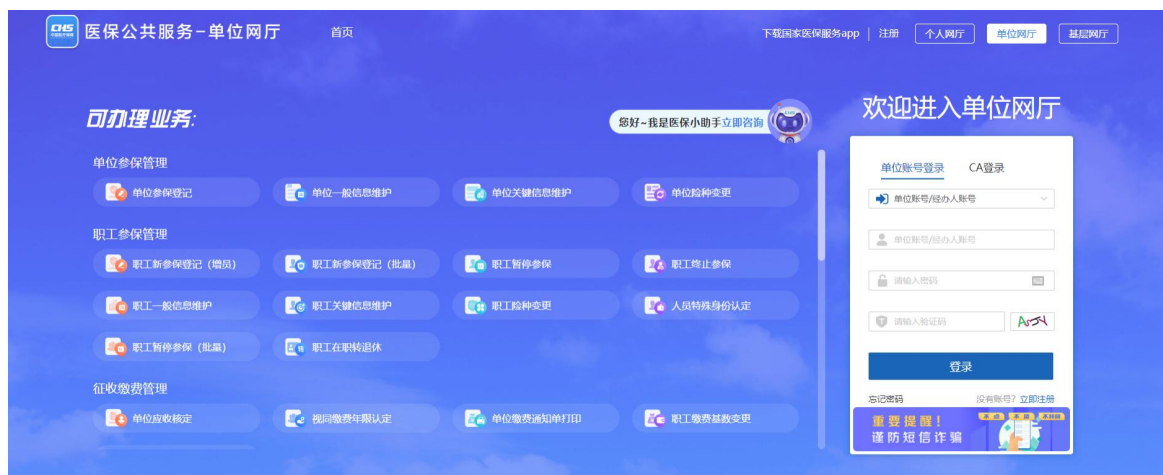 CHS
医保公共服务-单位网厅 首页 下载国家医保服务app | 注册 个人网厅 单位网厅 基层网厅
可办理业务:
您好~我是医保小助手立即咨询
单位参保管理
单位参保登记 单位一般信息维护 单位关键信息维护 单位险种变更
职工参保管理
职工新参保登记（增员） 职工新参保登记（批量） 职工暂停参保 职工终止参保
职工一般信息维护 职工关键信息维护 职工险种变更 人员特殊身份认定
职工暂停参保（批量） 职工在职转退休
征收缴费管理
单位应收核定 视同缴费年限认定 单位缴费通知单打印 职工缴费基数变更
欢迎进入单位网厅
单位账号登录 CA登录
单位账号/经办人账号
单位账号/经办人账号
请输入密码
请输入验证码
登录
忘记密码 没有账号? 立即注册
重要提醒!
谨防短信诈骗